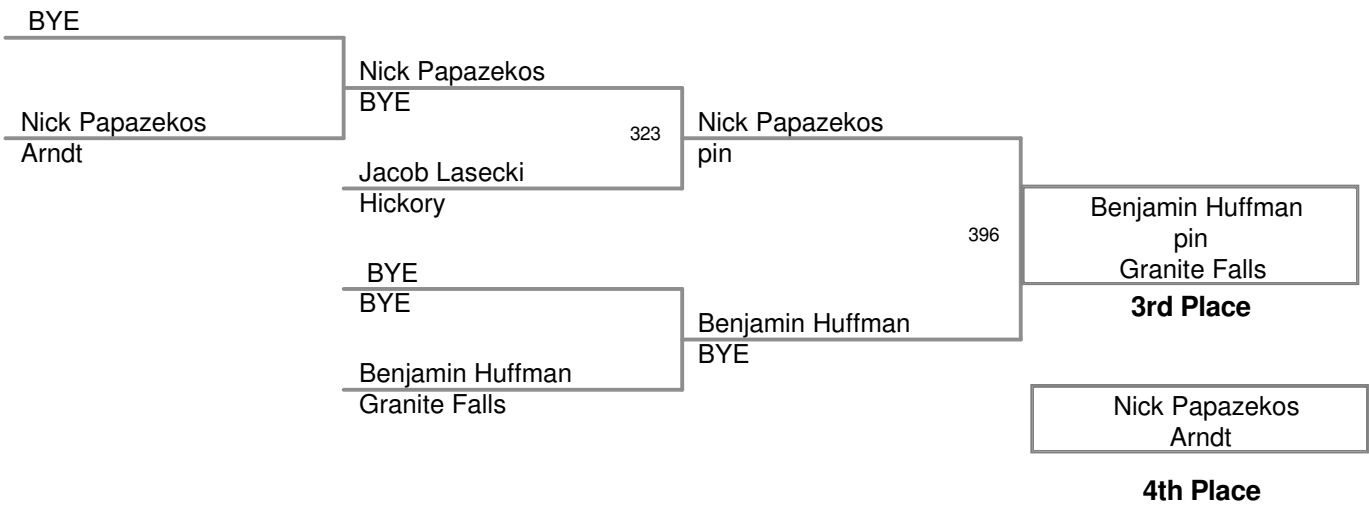 BYE
Nick Papazekos
Arndt
Nick Papazekos
BYE
323
Jacob Lasecki
Hickory
BYE
BYE
Benjamin Huffman
Granite Falls
Nick Papazekos
pin
396
Benjamin Huffman
BYE
Benjamin Huffman
pin
Granite Falls
3rd Place
Nick Papazekos
Arndt
4th Place